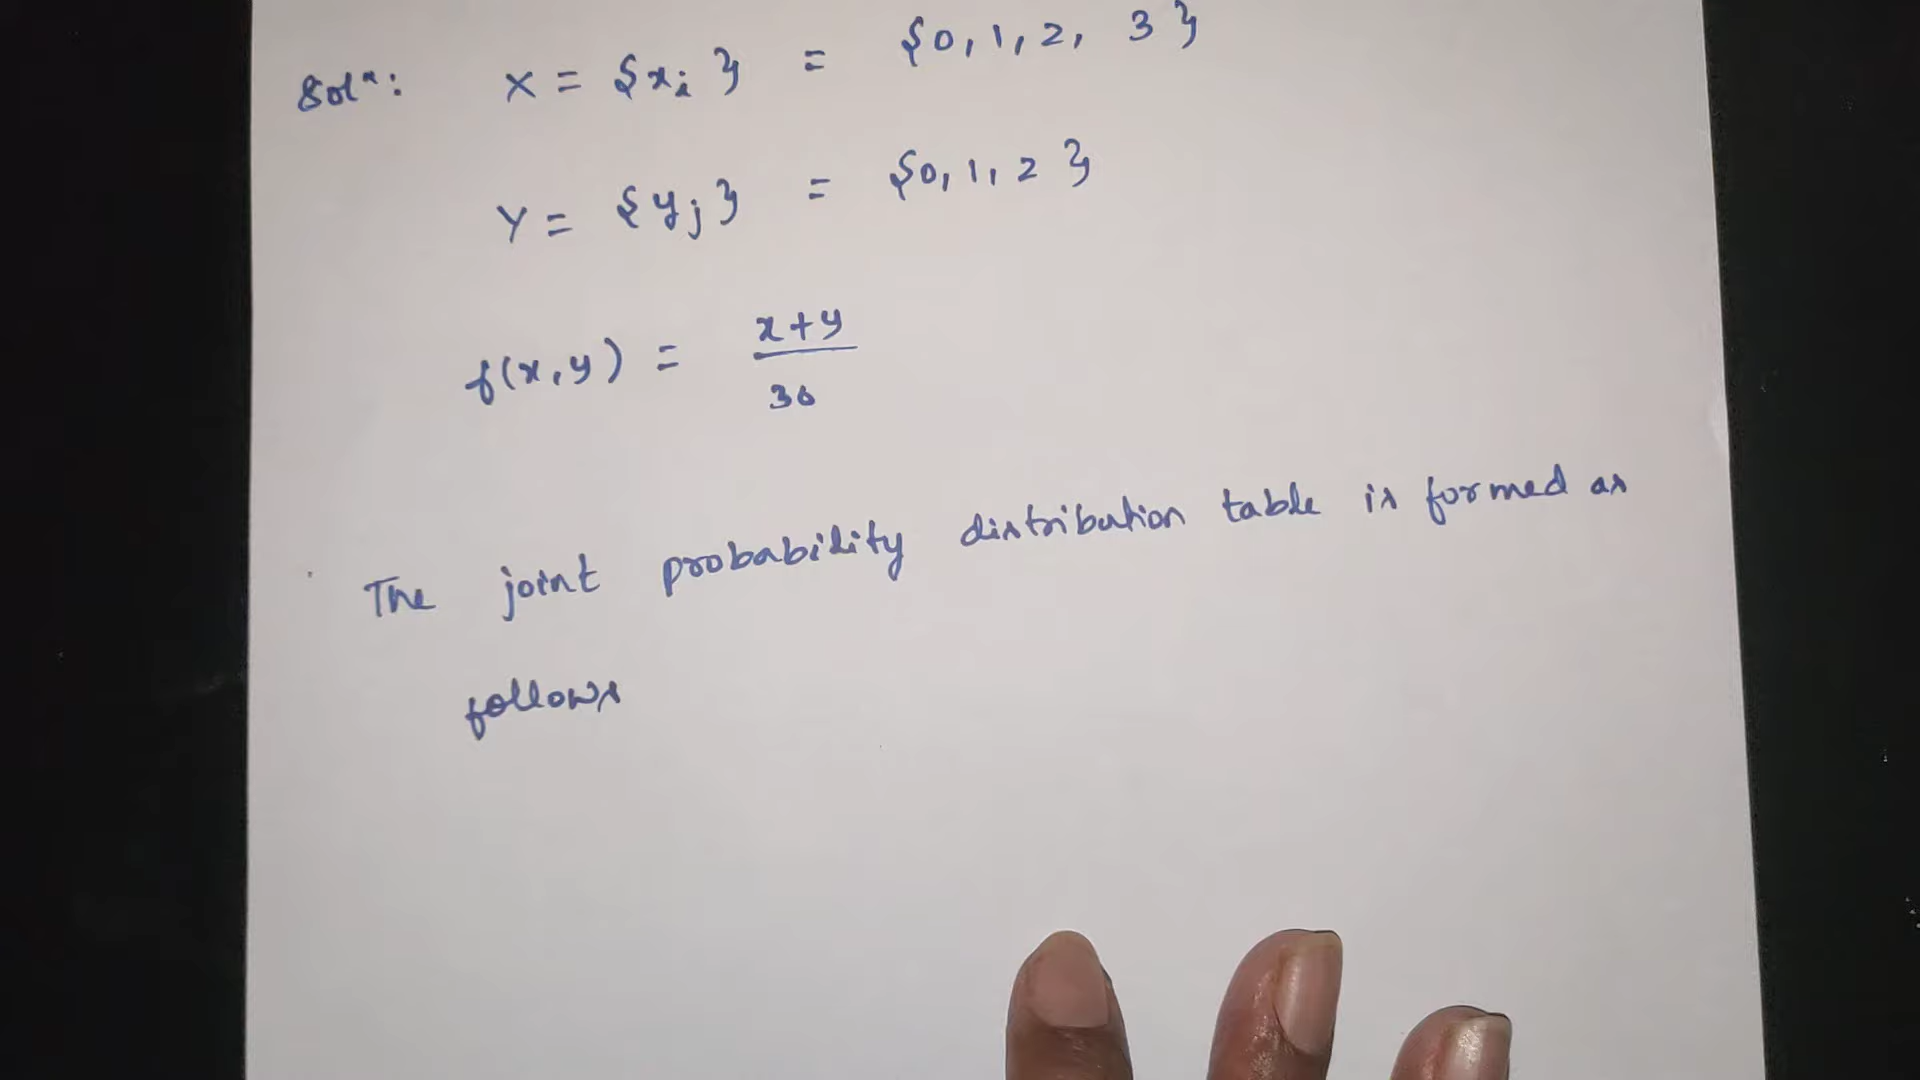 Solⁿ: X = {xᵢ} = {0, 1, 2, 3}
Y = {yⱼ} = {0, 1, 2}
f(x, y) = x+y / 30
The joint probability distribution table is formed as
follows